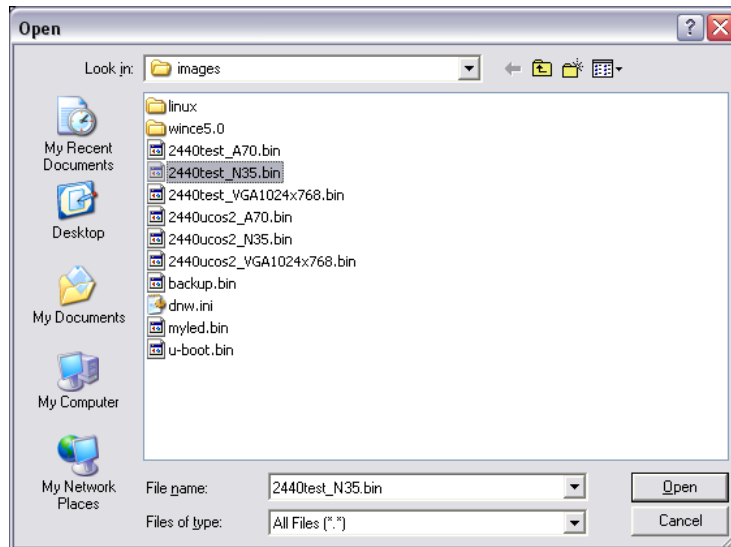 Open
Look in:
images
My Recent
Documents
Desktop
My Documents
My Computer
My Network
Places
linux
wince5.0
2440test_A70.bin
2440test_N35.bin
2440test_VGA1024x768.bin
2440ucos2_A70.bin
2440ucos2_N35.bin
2440ucos2_VGA1024x768.bin
backup.bin
dnw.ini
myled.bin
u-boot.bin
File name:
2440test_N35.bin
Open
Files of type:
All Files (*.*)
Cancel